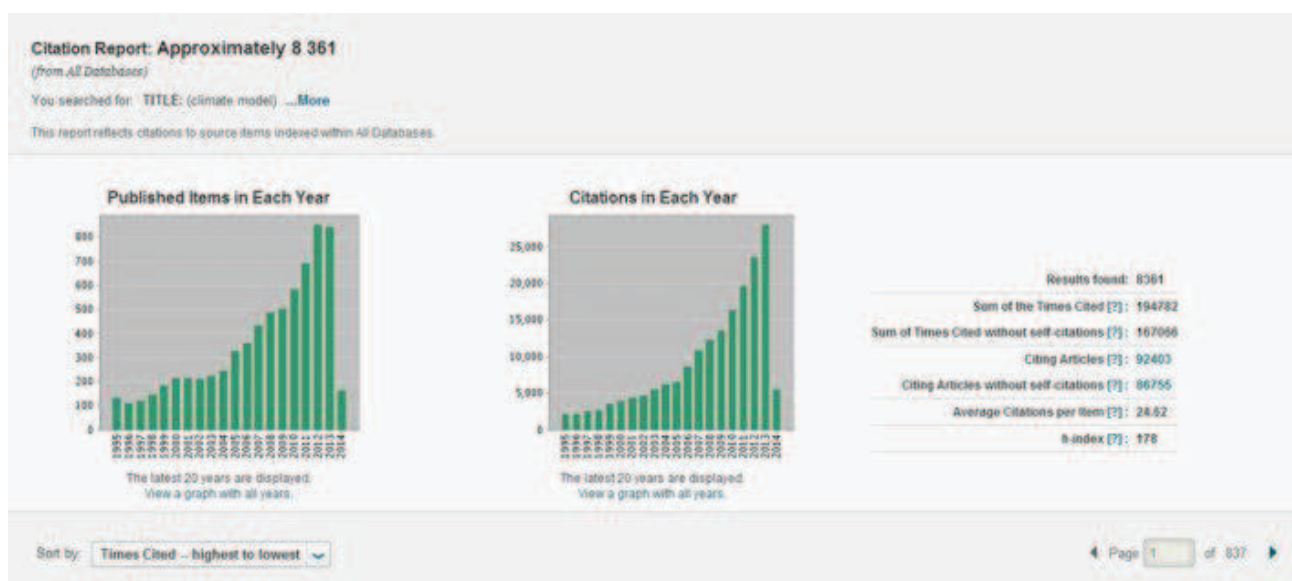 Citation Report: Approximately 8 361
(from All Databases)
You searched for: TITLE: (climate model) ...More
This report reflects citations to source items indexed within All Databases.
Published Items in Each Year
800
700
600
500
400
300
200
100
0
1995 1996 1997 1998 1999 2000 2001 2002 2003 2004 2005 2006 2007 2008 2009 2010 2011 2012 2013 2014
The latest 20 years are displayed.
View a graph with all years.
Citations in Each Year
25,000
20,000
15,000
10,000
5,000
0
1995 1996 1997 1998 1999 2000 2001 2002 2003 2004 2005 2006 2007 2008 2009 2010 2011 2012 2013 2014
The latest 20 years are displayed.
View a graph with all years.
Results found: 8361
Sum of the Times Cited [?] : 194782
Sum of Times Cited without self-citations [?] : 167066
Citing Articles [?] : 92403
Citing Articles without self-citations [?] : 86755
Average Citations per Item [?] : 24.62
h-index [?] : 178
Sort by: Times Cited -- highest to lowest
Page 1 of 837